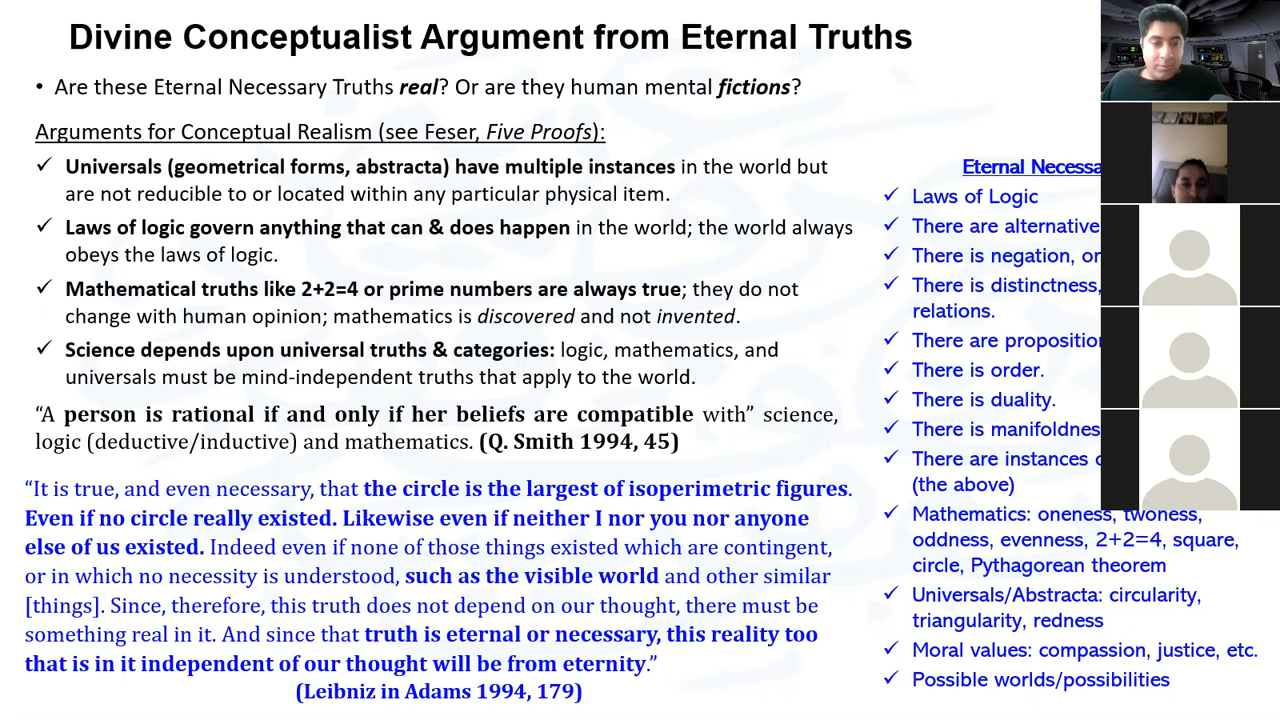 Divine Conceptualist Argument from Eternal Truths
• Are these Eternal Necessary Truths real? Or are they human mental fictions?
Arguments for Conceptual Realism (see Feser, Five Proofs):
✓ Universals (geometrical forms, abstracta) have multiple instances in the world but
are not reducible to or located within any particular physical item.
✓ Laws of logic govern anything that can & does happen in the world; the world always
obeys the laws of logic.
✓ Mathematical truths like 2+2=4 or prime numbers are always true; they do not
change with human opinion; mathematics is discovered and not invented.
✓ Science depends upon universal truths & categories: logic, mathematics, and
universals must be mind-independent truths that apply to the world.
“A person is rational if and only if her beliefs are compatible with” science,
logic (deductive/inductive) and mathematics. (Q. Smith 1994, 45)
“It is true, and even necessary, that the circle is the largest of isoperimetric figures.
Even if no circle really existed. Likewise even if neither I nor you nor anyone
else of us existed. Indeed even if none of those things existed which are contingent,
or in which no necessity is understood, such as the visible world and other similar
[things]. Since, therefore, this truth does not depend on our thought, there must be
something real in it. And since that truth is eternal or necessary, this reality too
that is in it independent of our thought will be from eternity.”
(Leibniz in Adams 1994, 179)
Eternal Necessa
✓ Laws of Logic
✓ There are alternative
✓ There is negation, or
✓ There is distinctness,
relations.
✓ There are proposition
✓ There is order.
✓ There is duality.
✓ There is manifoldnes
✓ There are instances
(the above)
✓ Mathematics: oneness, twoness,
oddness, evenness, 2+2=4, square,
circle, Pythagorean theorem
✓ Universals/Abstracta: circularity,
triangularity, redness
✓ Moral values: compassion, justice, etc.
✓ Possible worlds/possibilities